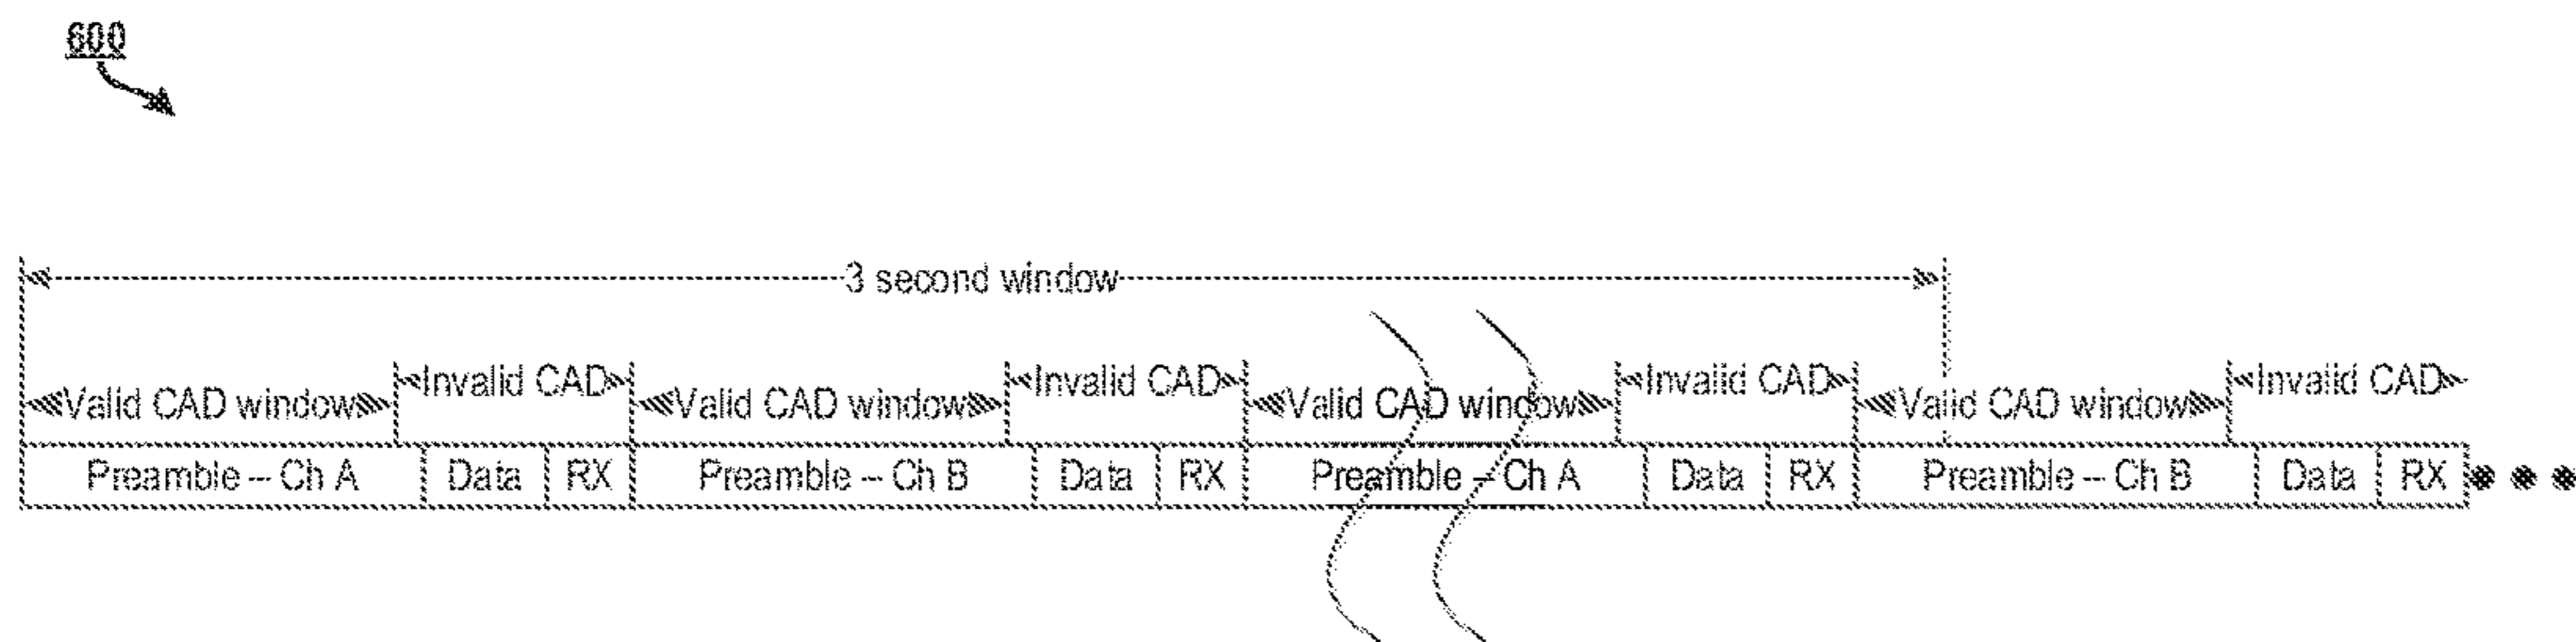 600
3 second window
Invalid CAD Invalid CAD Invalid CAD Invalid CAD
Valid CAD window Valid CAD window Valid CAD window Valid CAD window
Preamble -- Ch A Data RX Preamble -- Ch B Data RX Preamble -- Ch A Data RX Preamble -- Ch B Data RX